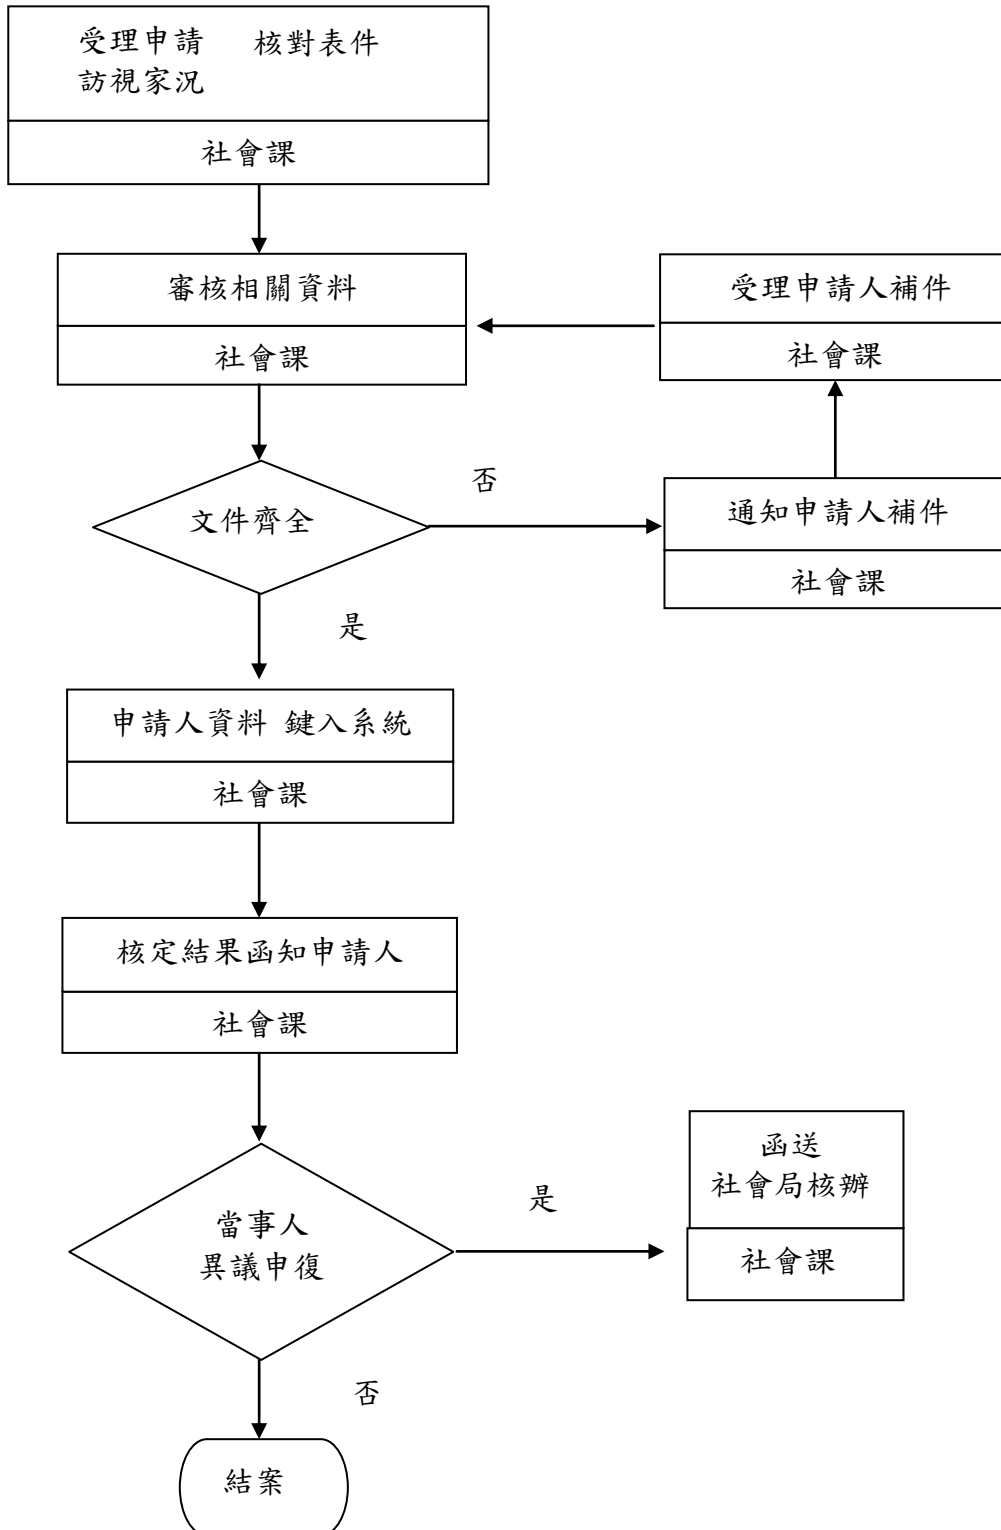 受理申請 核對表件
訪視家況
社會課
審核相關資料
社會課
受理申請人補件
社會課
文件齊全
否
通知申請人補件
社會課
是
申請人資料 鍵入系統
社會課
核定結果函知申請人
社會課
當事人
異議申復
是
函送
社會局核辦
社會課
否
結案